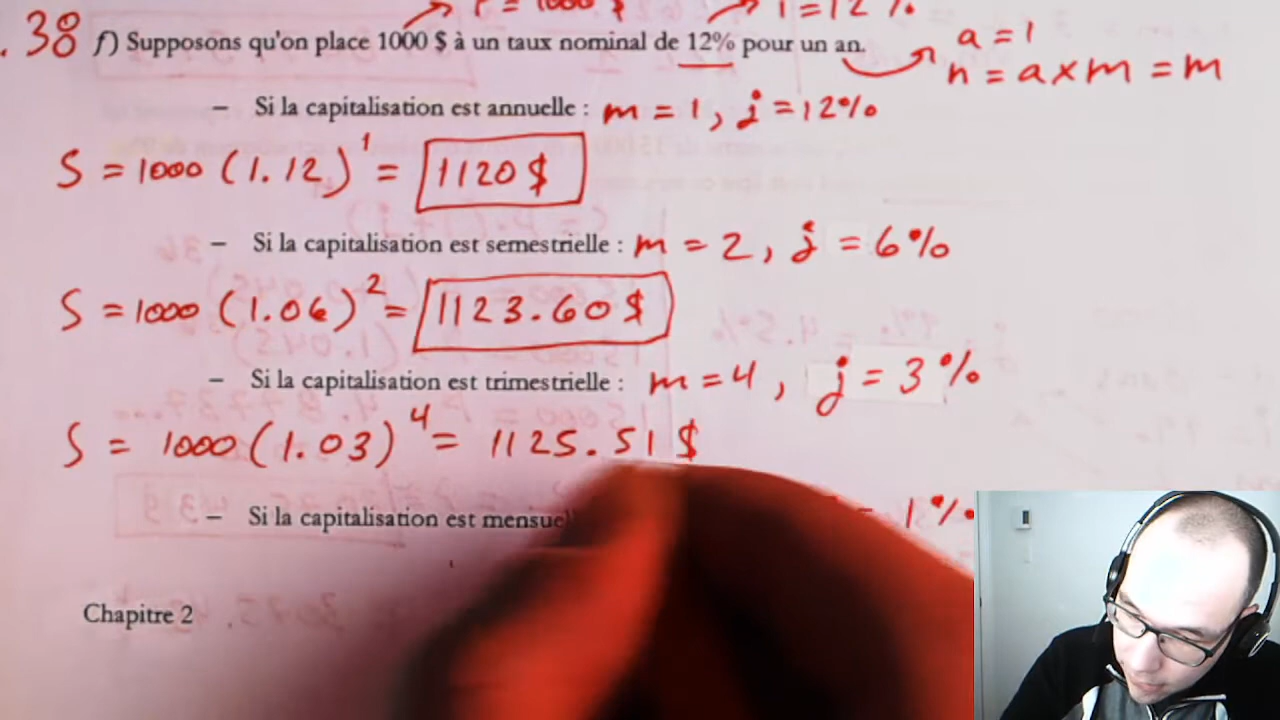 P = 1000 $ i = 12 %
.38 f) Supposons qu'on place 1000 $ à un taux nominal de 12% pour un an. a = 1
n = a x m = m
– Si la capitalisation est annuelle : m = 1, j = 12%
S = 1000 (1.12)¹ = 1120 $
– Si la capitalisation est semestrielle : m = 2, j = 6%
S = 1000 (1.06)² = 1123.60 $
– Si la capitalisation est trimestrielle : m = 4, j = 3%
S = 1000 (1.03)⁴ = 1125.51 $
– Si la capitalisation est = 1%
Chapitre 2